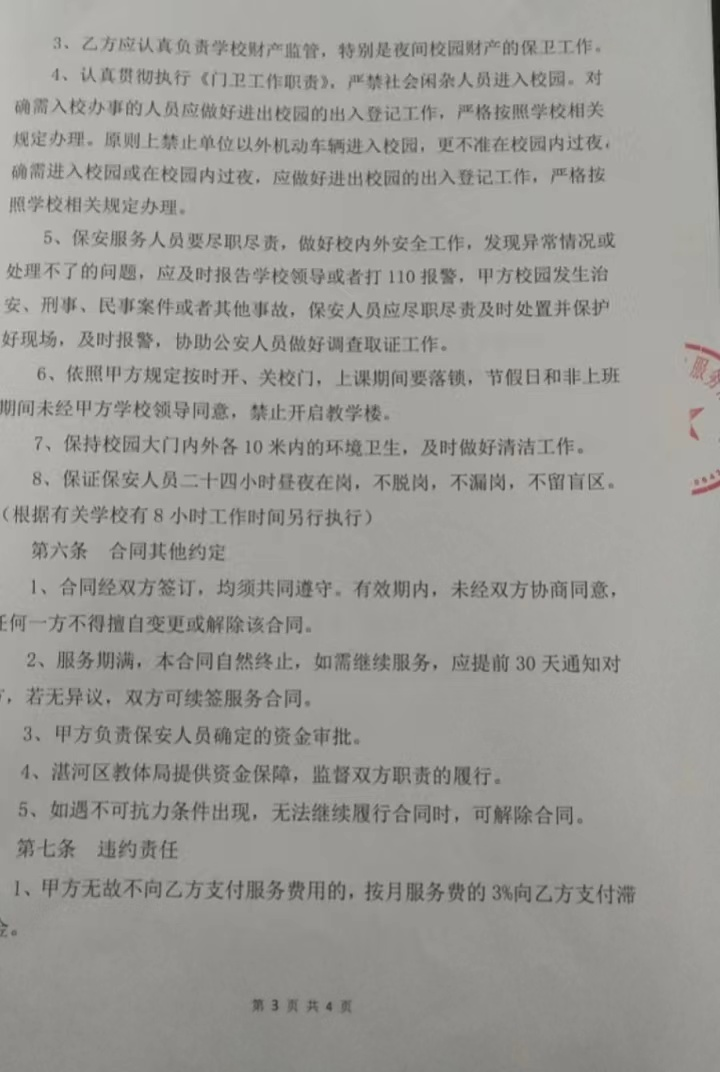 3、乙方应认真负责学校财产监管，特别是夜间校园财产的保卫工作。
4、认真贯彻执行《门卫工作职责》，严禁社会闲杂人员进入校园。对
确需入校办事的人员应做好进出校园的出入登记工作，严格按照学校相关
规定办理。原则上禁止单位以外机动车辆进入校园，更不准在校园内过夜，
确需进入校园或在校园内过夜，应做好进出校园的出入登记工作，严格按
照学校相关规定办理。
5、保安服务人员要尽职尽责，做好校内外安全工作，发现异常情况或
处理不了的问题，应及时报告学校领导或者打 110 报警，甲方校园发生治
安、刑事、民事案件或者其他事故，保安人员应尽职尽责及时处置并保护
好现场，及时报警，协助公安人员做好调查取证工作。
6、依照甲方规定按时开、关校门，上课期间要落锁，节假日和非上班
期间未经甲方学校领导同意，禁止开启教学楼。
7、保持校园大门内外各 10 米内的环境卫生，及时做好清洁工作。
8、保证保安人员二十四小时昼夜在岗，不脱岗，不漏岗，不留盲区。
（根据有关学校有 8 小时工作时间另行执行）
第六条 合同其他约定
1、合同经双方签订，均须共同遵守。有效期内，未经双方协商同意，
任何一方不得擅自变更或解除该合同。
2、服务期满，本合同自然终止，如需继续服务，应提前 30 天通知对
，若无异议，双方可续签服务合同。
3、甲方负责保安人员确定的资金审批。
4、湛河区教体局提供资金保障，监督双方职责的履行。
5、如遇不可抗力条件出现，无法继续履行合同时，可解除合同。
第七条 违约责任
1、甲方无故不向乙方支付服务费用的，按月服务费的 3%向乙方支付滞
金。
服务
第 3 页 共 4 页